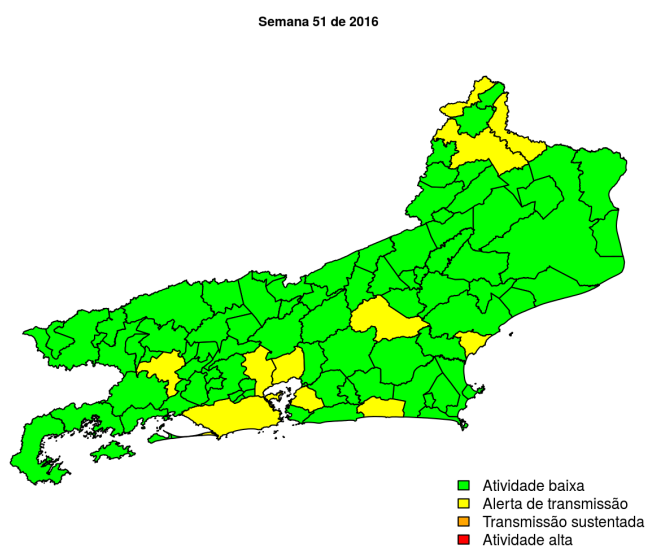 Semana 51 de 2016
Atividade baixa
Alerta de transmissão
Transmissão sustentada
Atividade alta